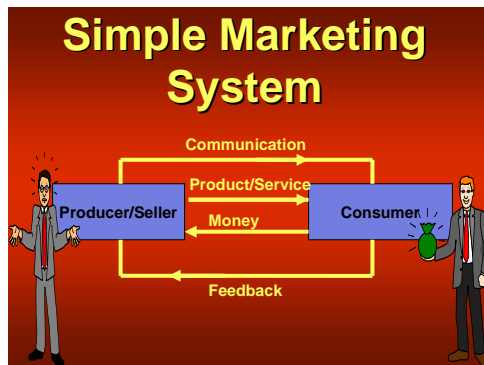 Simple Marketing
System
Communication
Product/Service
Producer/Seller
Consumer
Money
Feedback